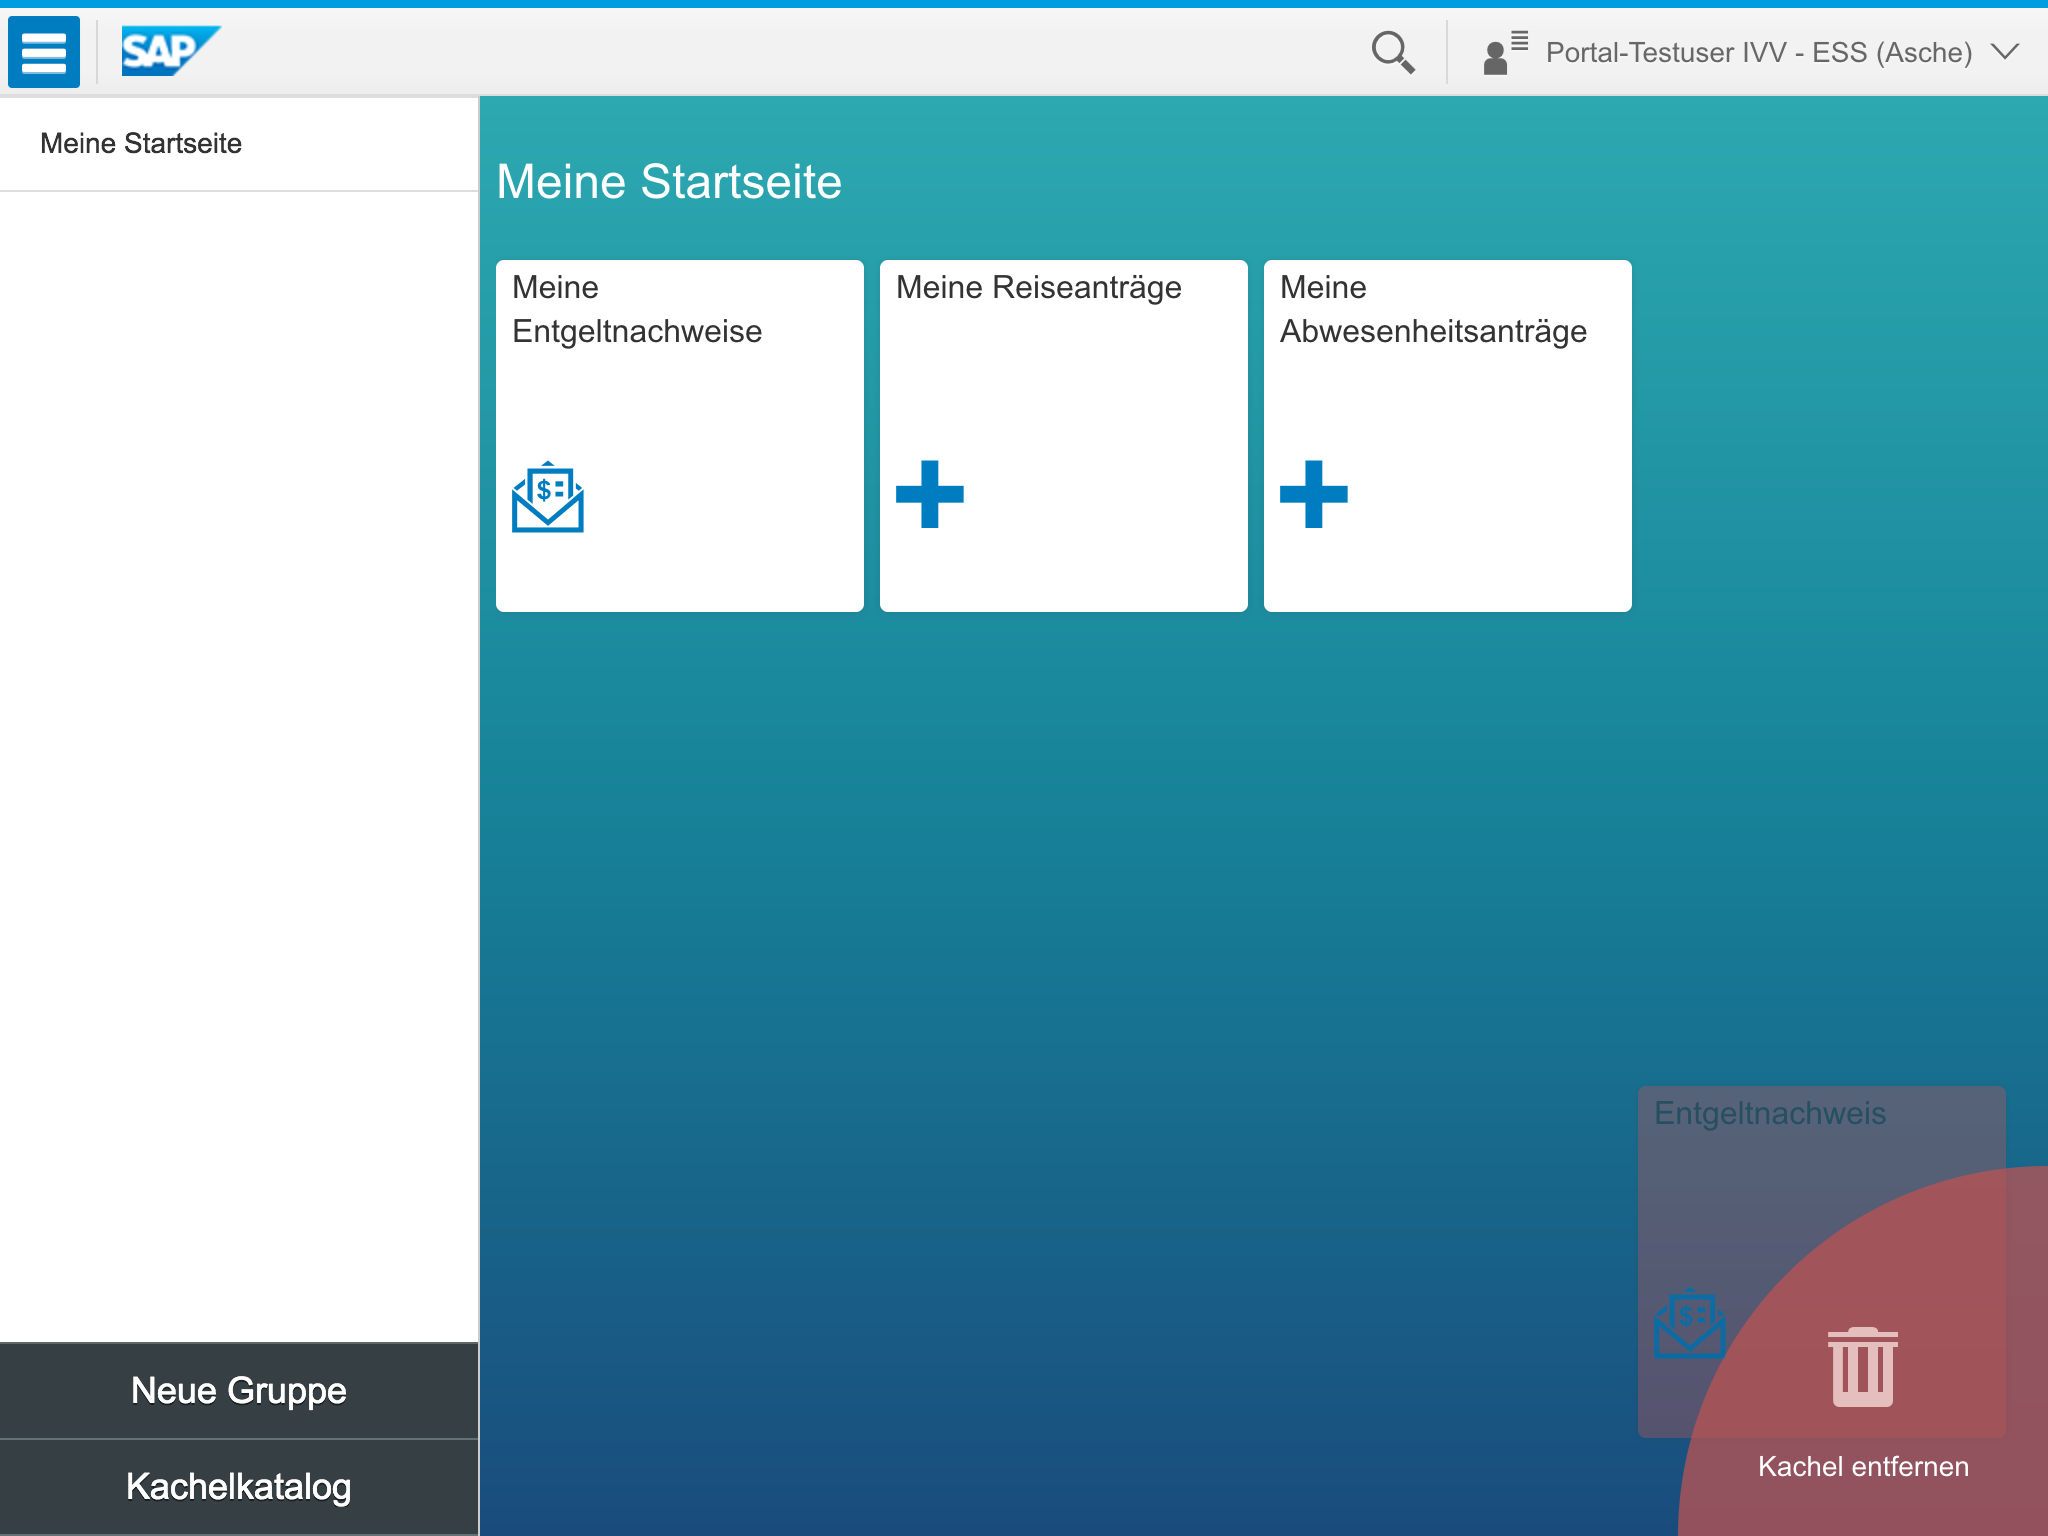 SAP
Portal-Testuser IVV - ESS (Asche)
Meine Startseite
Meine Startseite
Meine
Entgeltnachweise
$
Meine Reiseanträge
Meine
Abwesenheitsanträge
Entgeltnachweis
$
Kachel entfernen
Neue Gruppe
Kachelkatalog